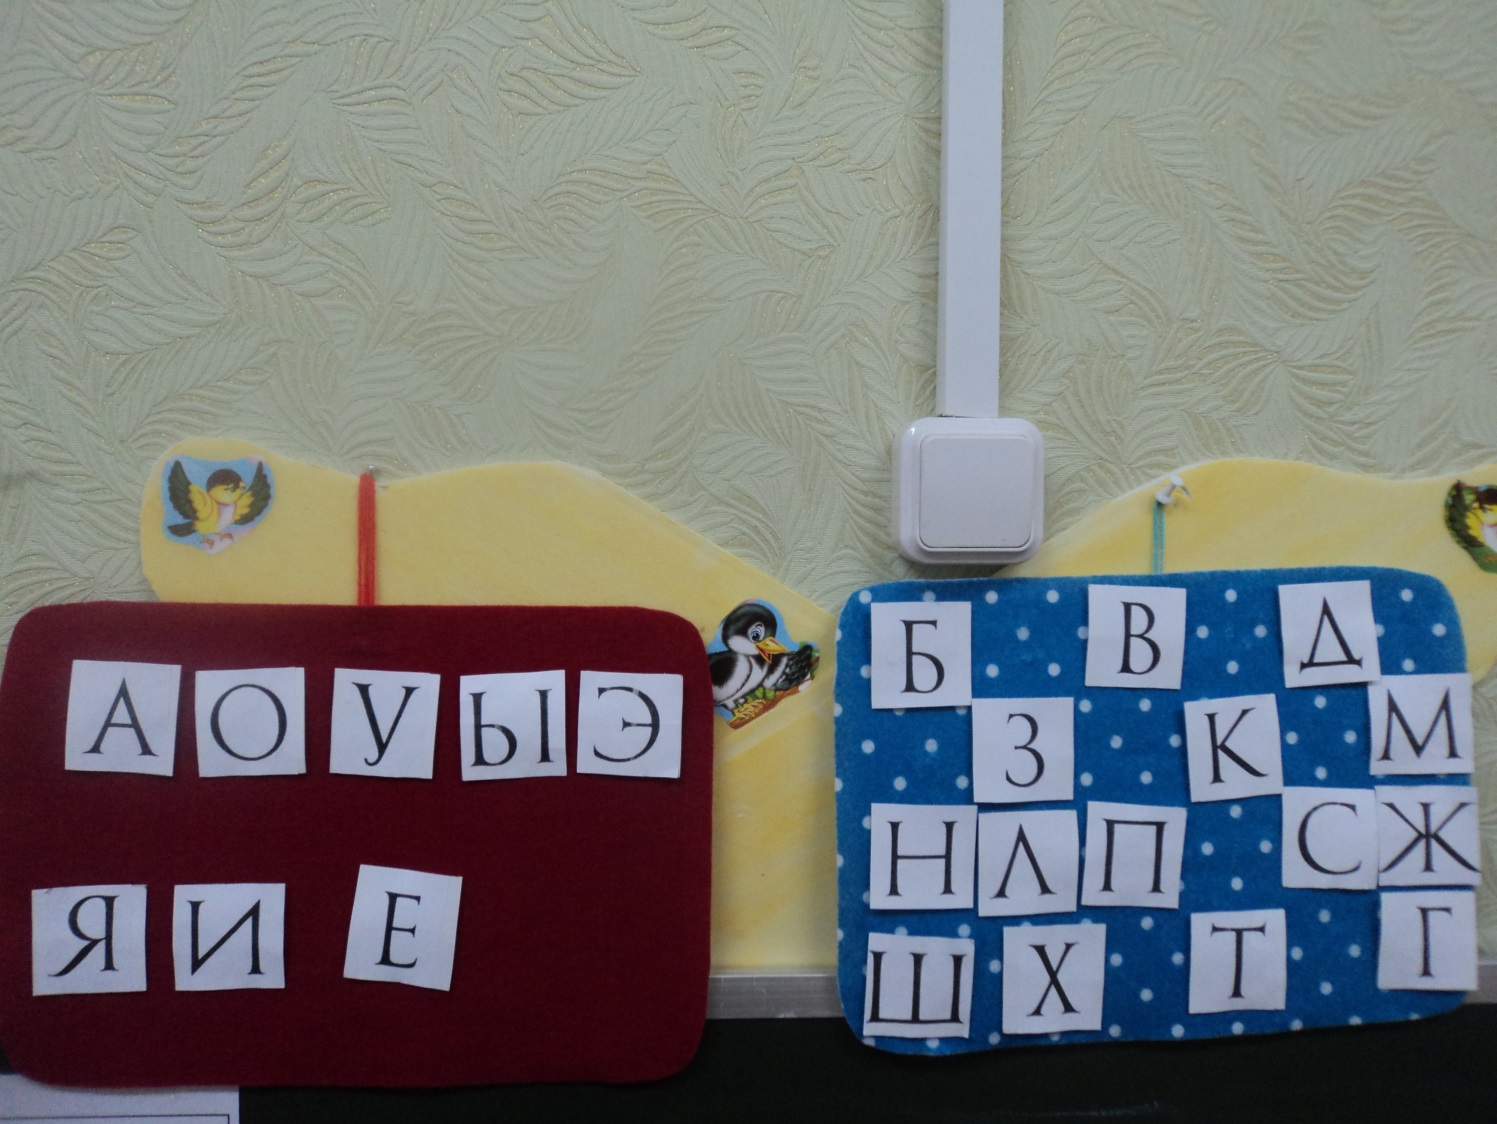 А О У Ы Э
Я И Е
Б В Д
З К М
Н Л П С Ж
Ш Х Т Г